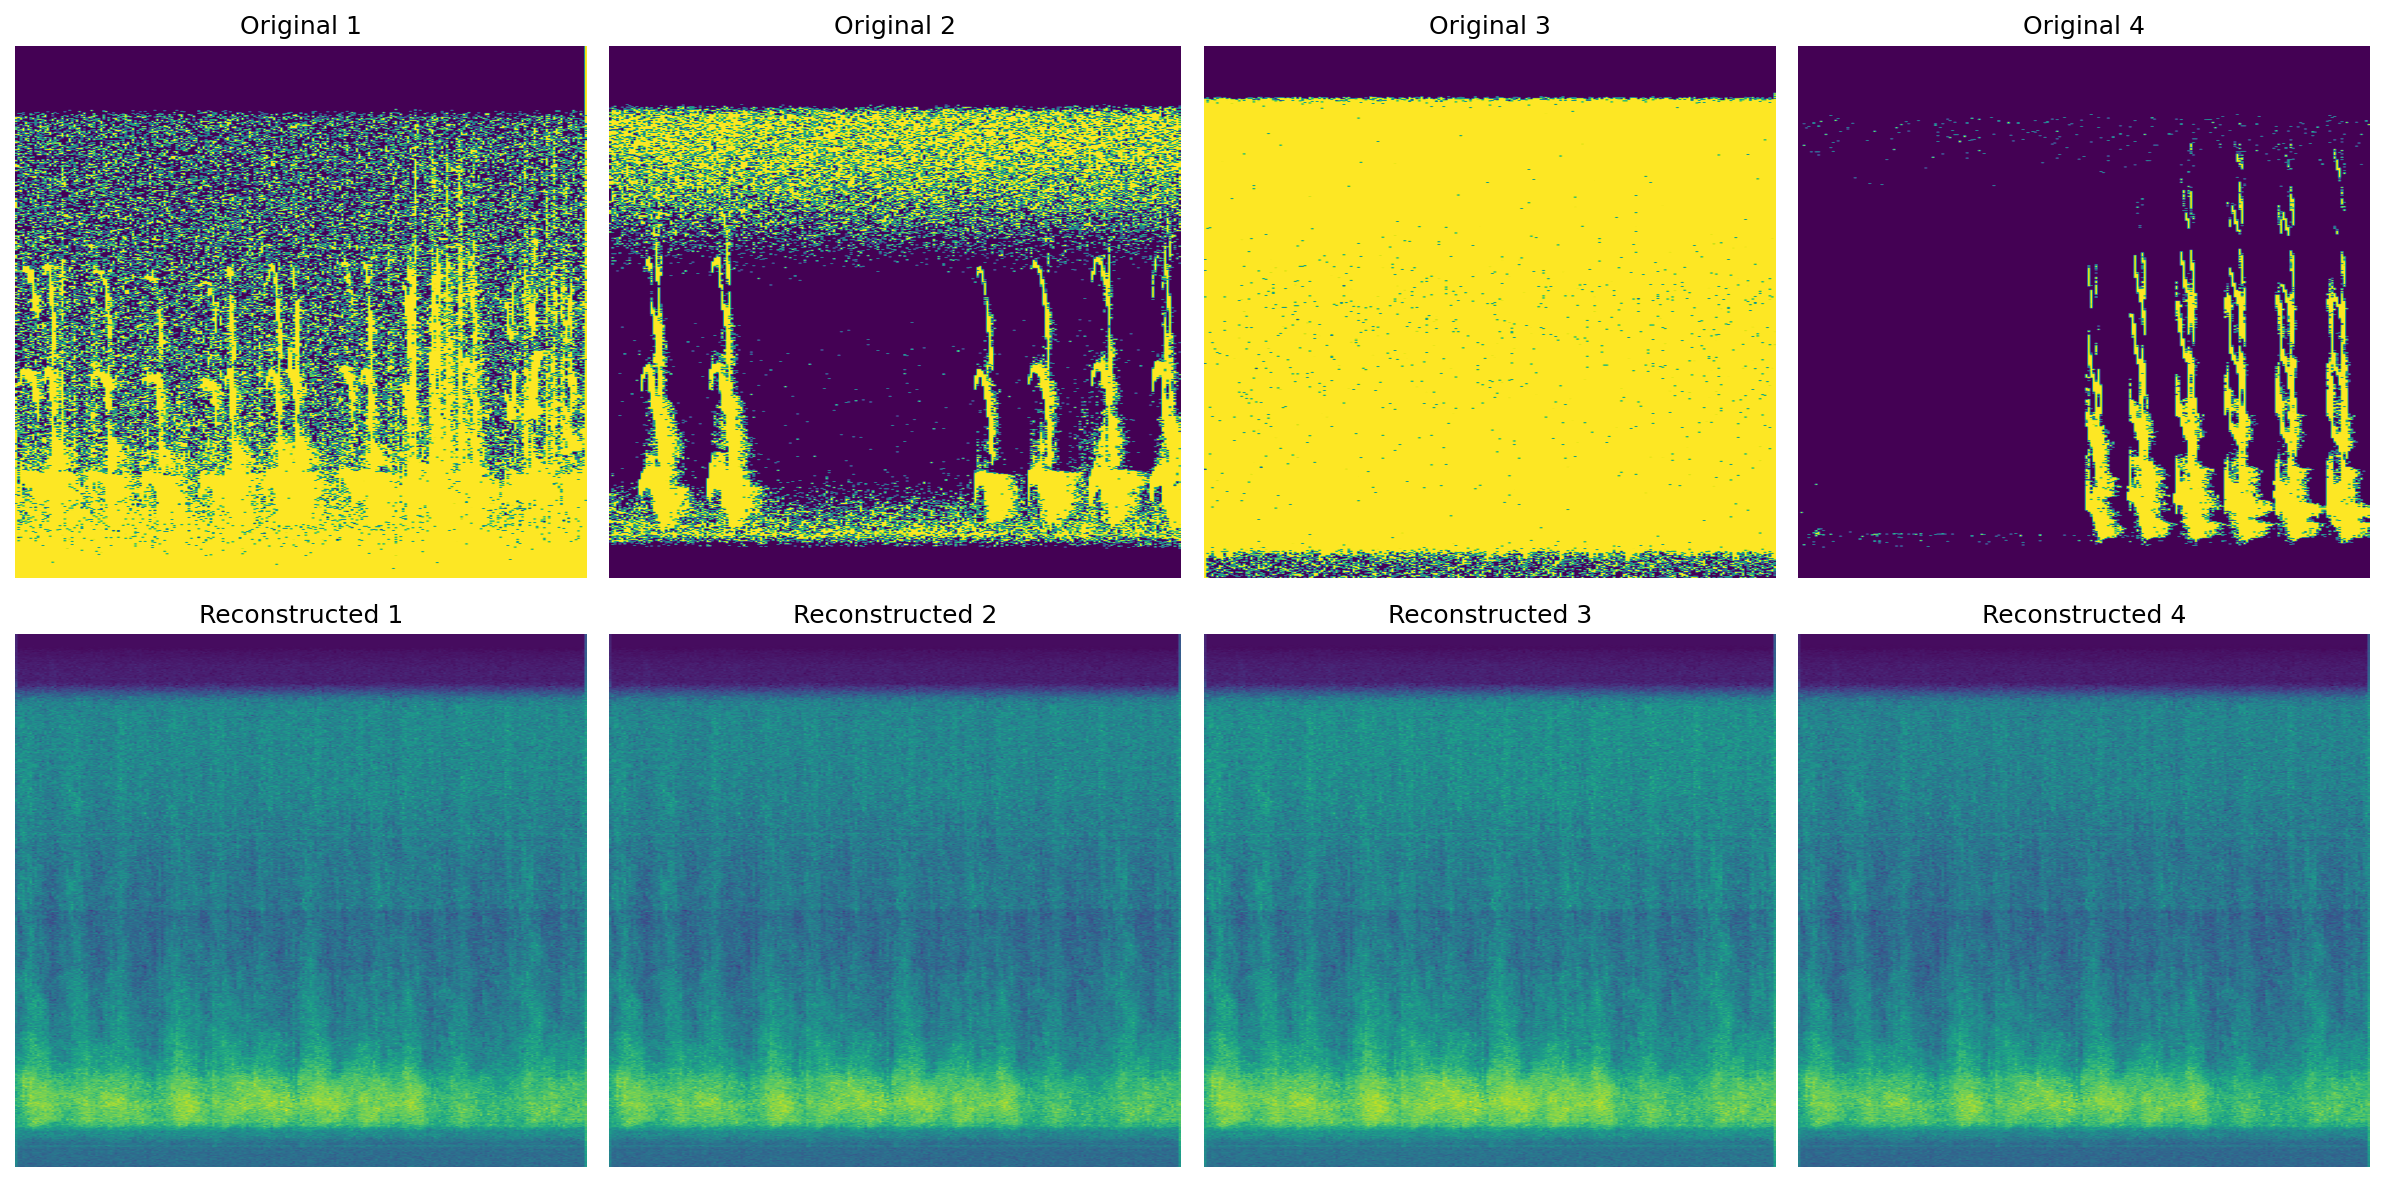 Original 1
Original 2
Original 3
Original 4
Reconstructed 1
Reconstructed 2
Reconstructed 3
Reconstructed 4